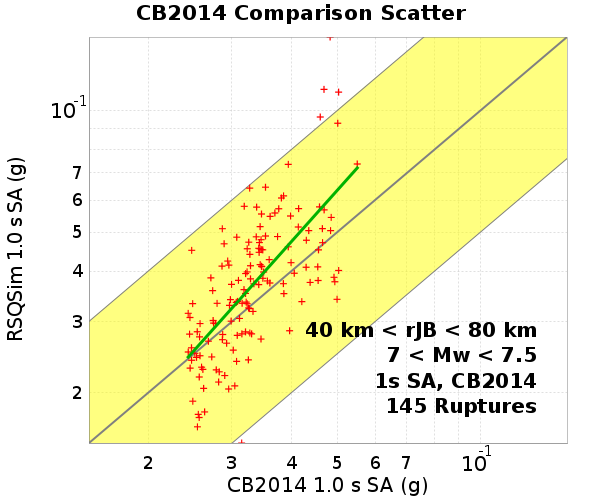 CB2014 Comparison Scatter
RSQSim 1.0 s SA (g)
10^-1
7
6
5
4
3
2
40 km < rJB < 80 km
7 < Mw < 7.5
1s SA, CB2014
145 Ruptures
2 3 4 5 6 7 10^-1
CB2014 1.0 s SA (g)